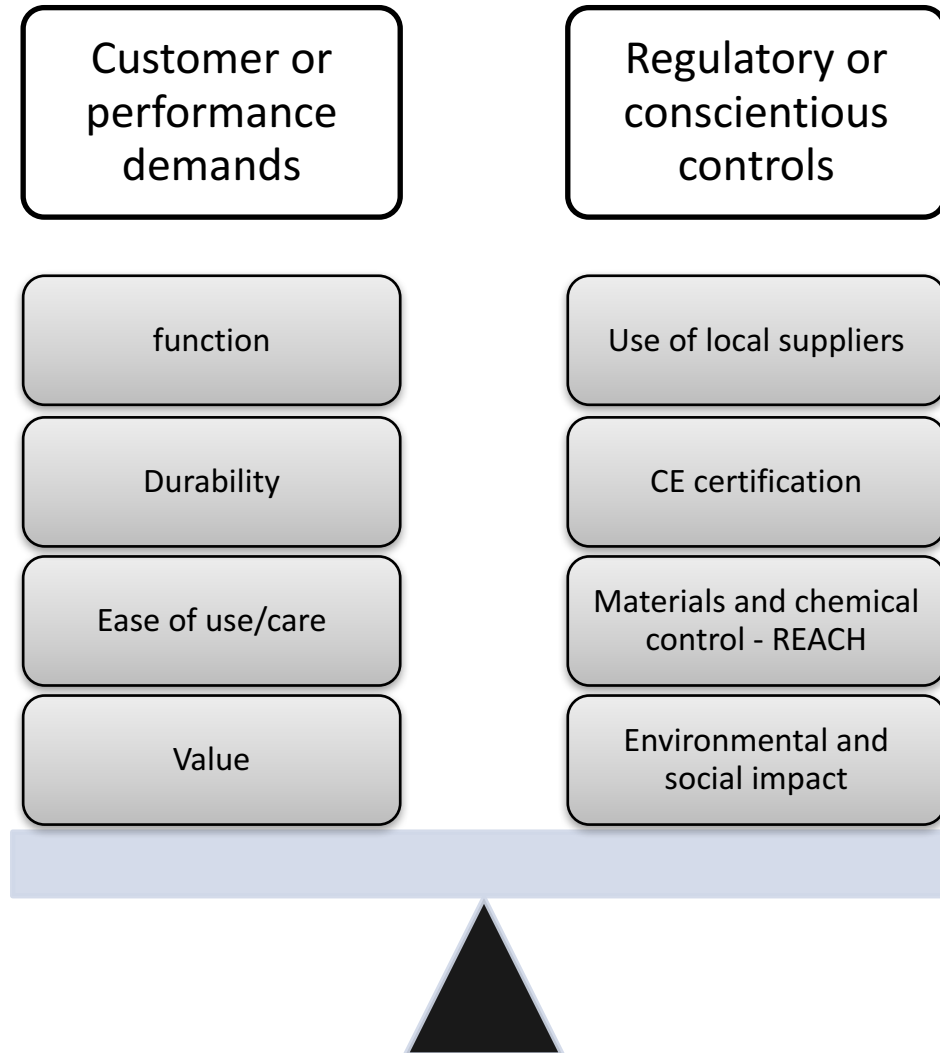 Customer or
performance
demands
Regulatory or
conscientious
controls
function
Use of local suppliers
Durability
CE certification
Ease of use/care
Materials and chemical
control - REACH
Value
Environmental and
social impact